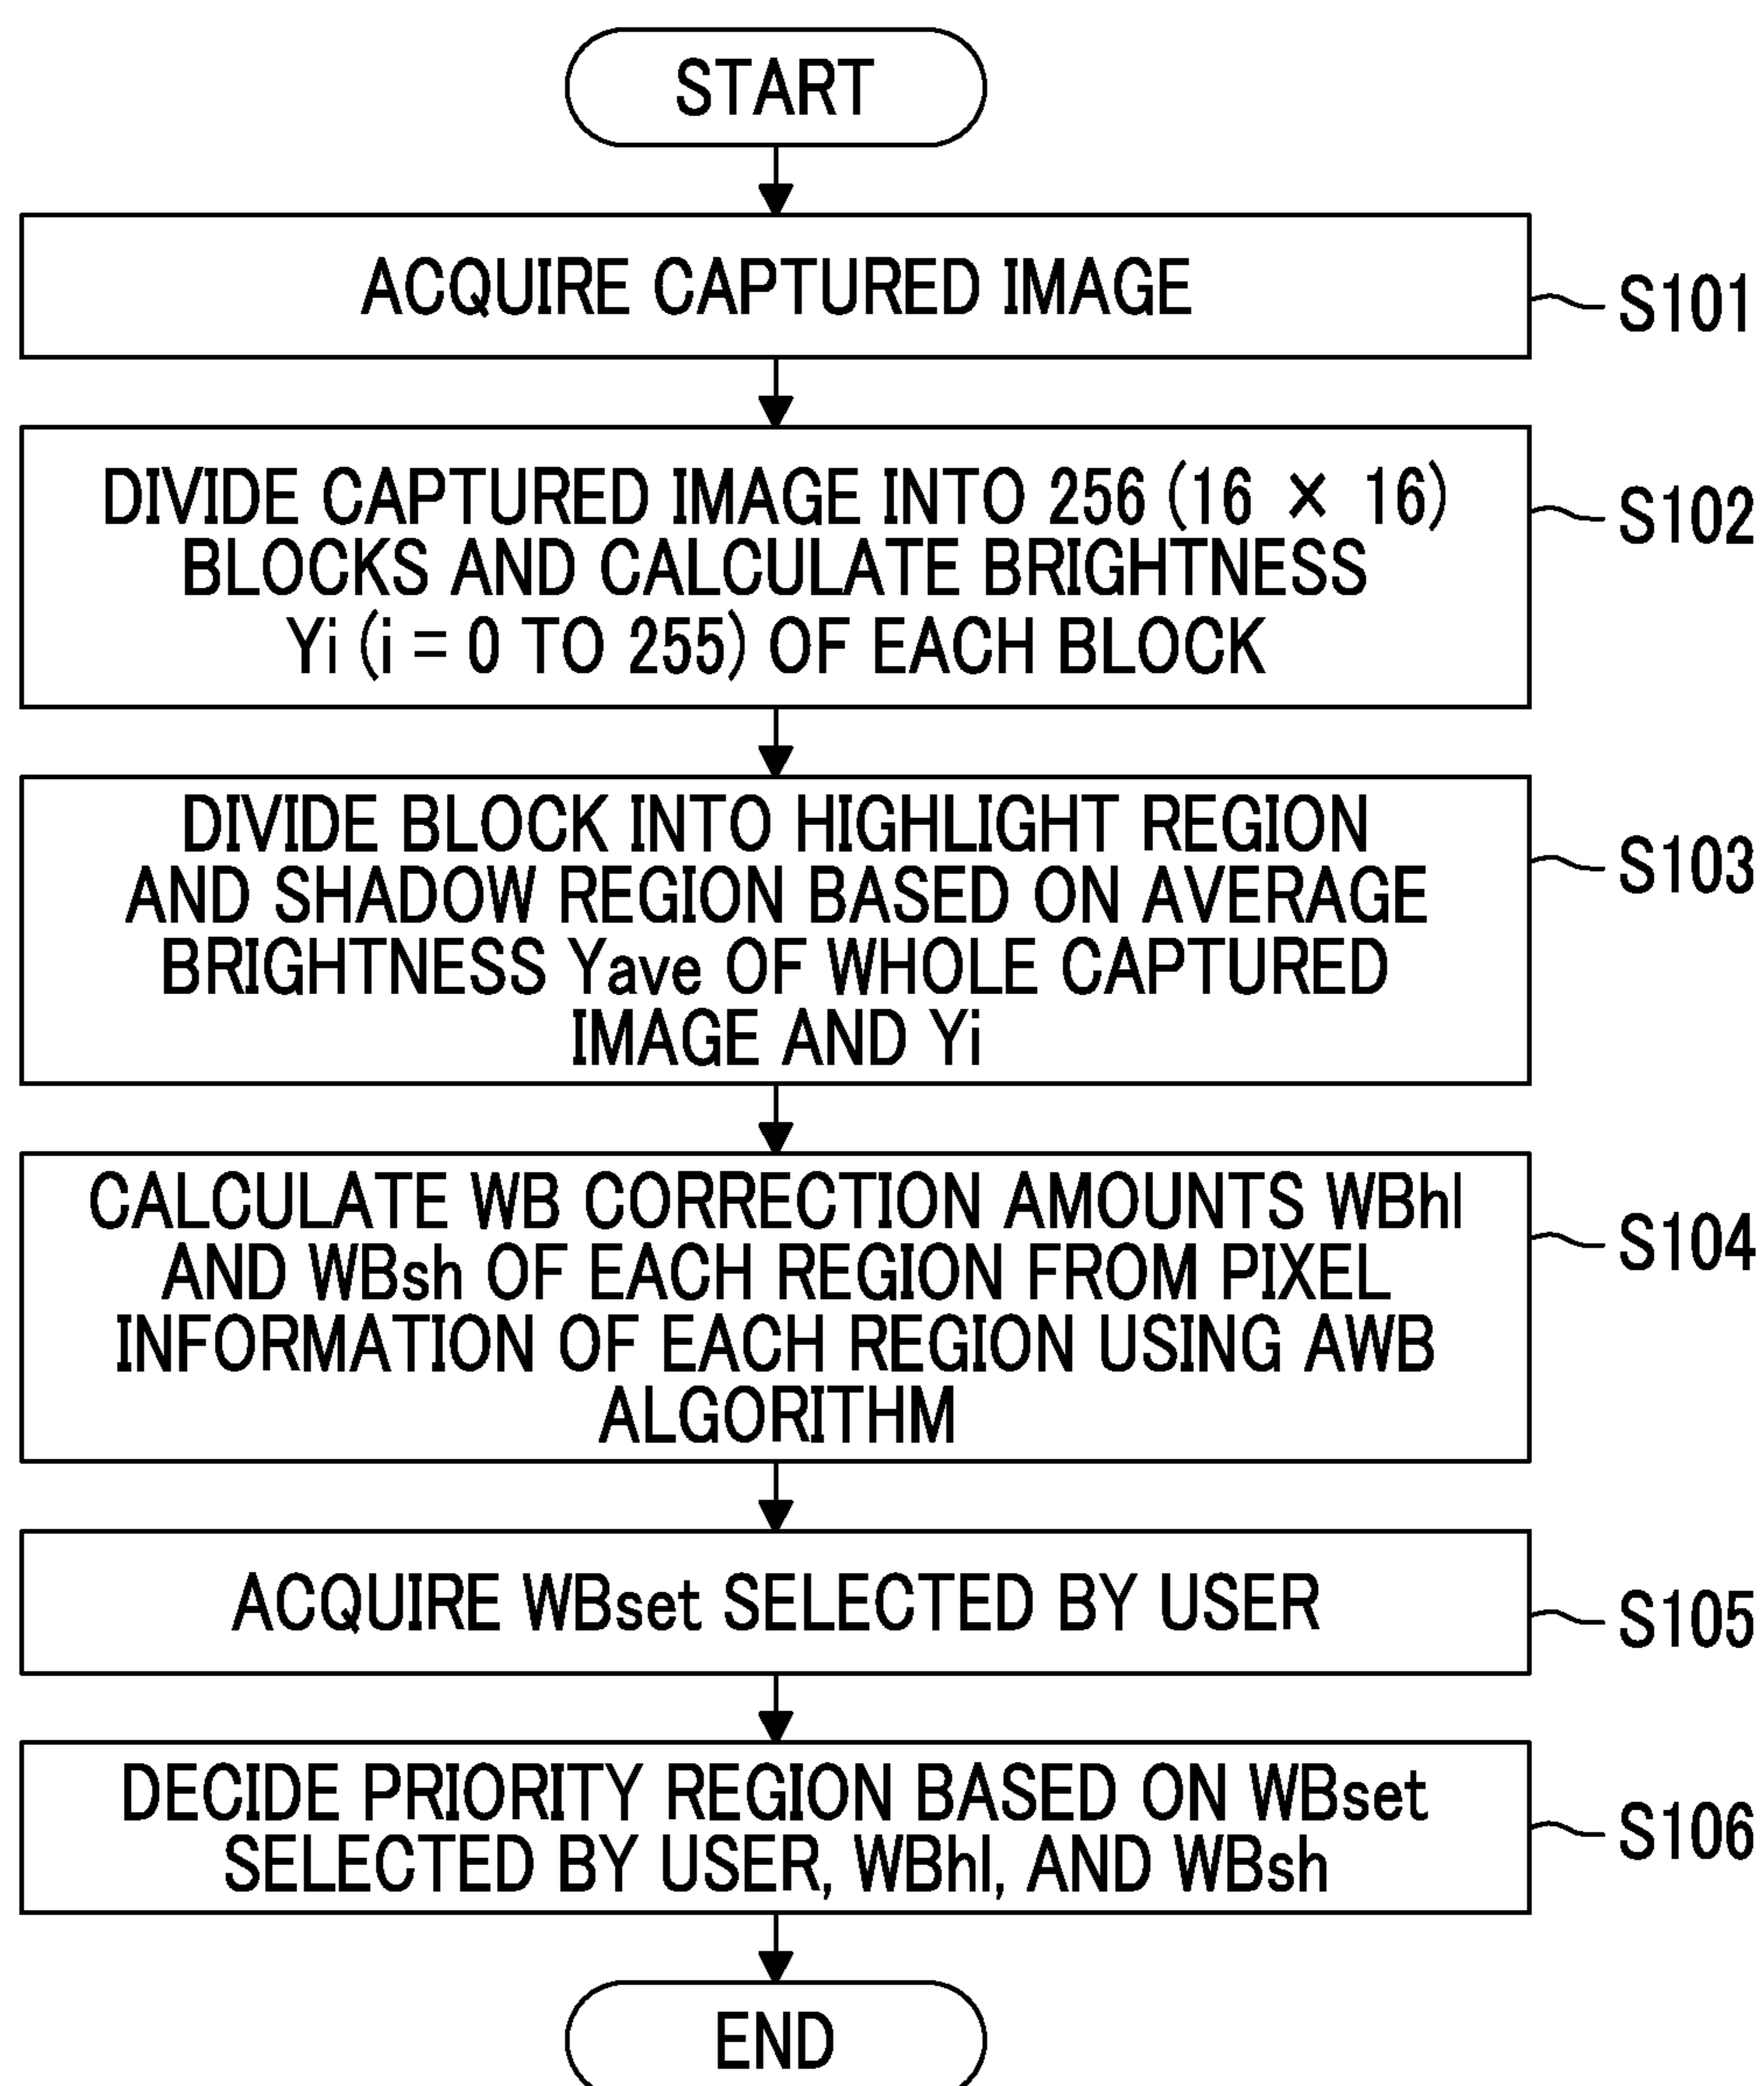 START
ACQUIRE CAPTURED IMAGE
S101
DIVIDE CAPTURED IMAGE INTO 256 (16 × 16)
BLOCKS AND CALCULATE BRIGHTNESS
Yi (i = 0 TO 255) OF EACH BLOCK
S102
DIVIDE BLOCK INTO HIGHLIGHT REGION
AND SHADOW REGION BASED ON AVERAGE
BRIGHTNESS Yave OF WHOLE CAPTURED
IMAGE AND Yi
S103
CALCULATE WB CORRECTION AMOUNTS WBhl
AND WBsh OF EACH REGION FROM PIXEL
INFORMATION OF EACH REGION USING AWB
ALGORITHM
S104
ACQUIRE WBset SELECTED BY USER
S105
DECIDE PRIORITY REGION BASED ON WBset
SELECTED BY USER, WBhl, AND WBsh
S106
END